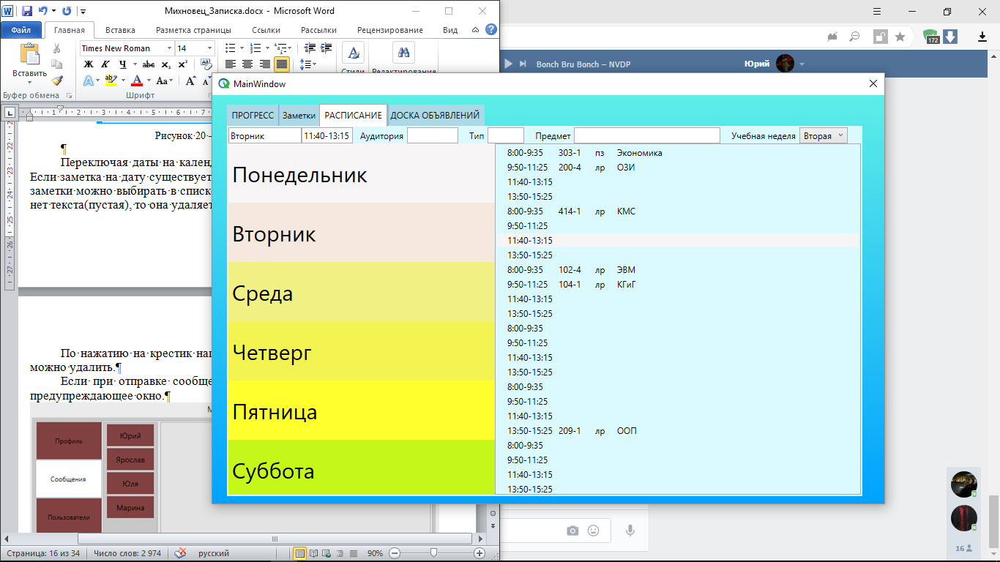 Михновец_Записка.docx - Microsoft Word
Файл
Главная
Вставка
Разметка страницы
Ссылки
Рассылки
Рецензирование
Вид
Times New Roman
14
Вставить
Буфер обмена
Ж К Ч abc x₂ x²
Aa
Шрифт
172
Bonch Bru Bonch – NVDP
Юрий
MainWindow
ПРОГРЕСС
Заметки
РАСПИСАНИЕ
ДОСКА ОБЪЯВЛЕНИЙ
Вторник
11:40-13:15
Аудитория
Тип
Предмет
Учебная неделя
Вторая
Понедельник
Вторник
Среда
Четверг
Пятница
Суббота
8:00-9:35 303-1 пз Экономика
9:50-11:25 200-4 лр ОЗИ
11:40-13:15
13:50-15:25
8:00-9:35 414-1 лр КМС
9:50-11:25
11:40-13:15
13:50-15:25
8:00-9:35 102-4 лр ЭВМ
9:50-11:25 104-1 лр КГиГ
11:40-13:15
13:50-15:25
8:00-9:35
9:50-11:25
11:40-13:15
13:50-15:25
8:00-9:35
9:50-11:25
11:40-13:15
13:50-15:25 209-1 лр ООП
8:00-9:35
9:50-11:25
11:40-13:15
13:50-15:25
Рисунок 20 –
¶
Переключая даты на
Если заметка на дату существует
заметки можно выбирать в
нет текста(пустая), то она
По нажатию на крестик
можно удалить.¶
Если при отправке
предупреждающее окно.¶
Профиль
Сообщения
Пользователи
Юрий
Ярослав
Юля
Марина
Страница: 16 из 34
Число слов: 2 974
русский
90%
16